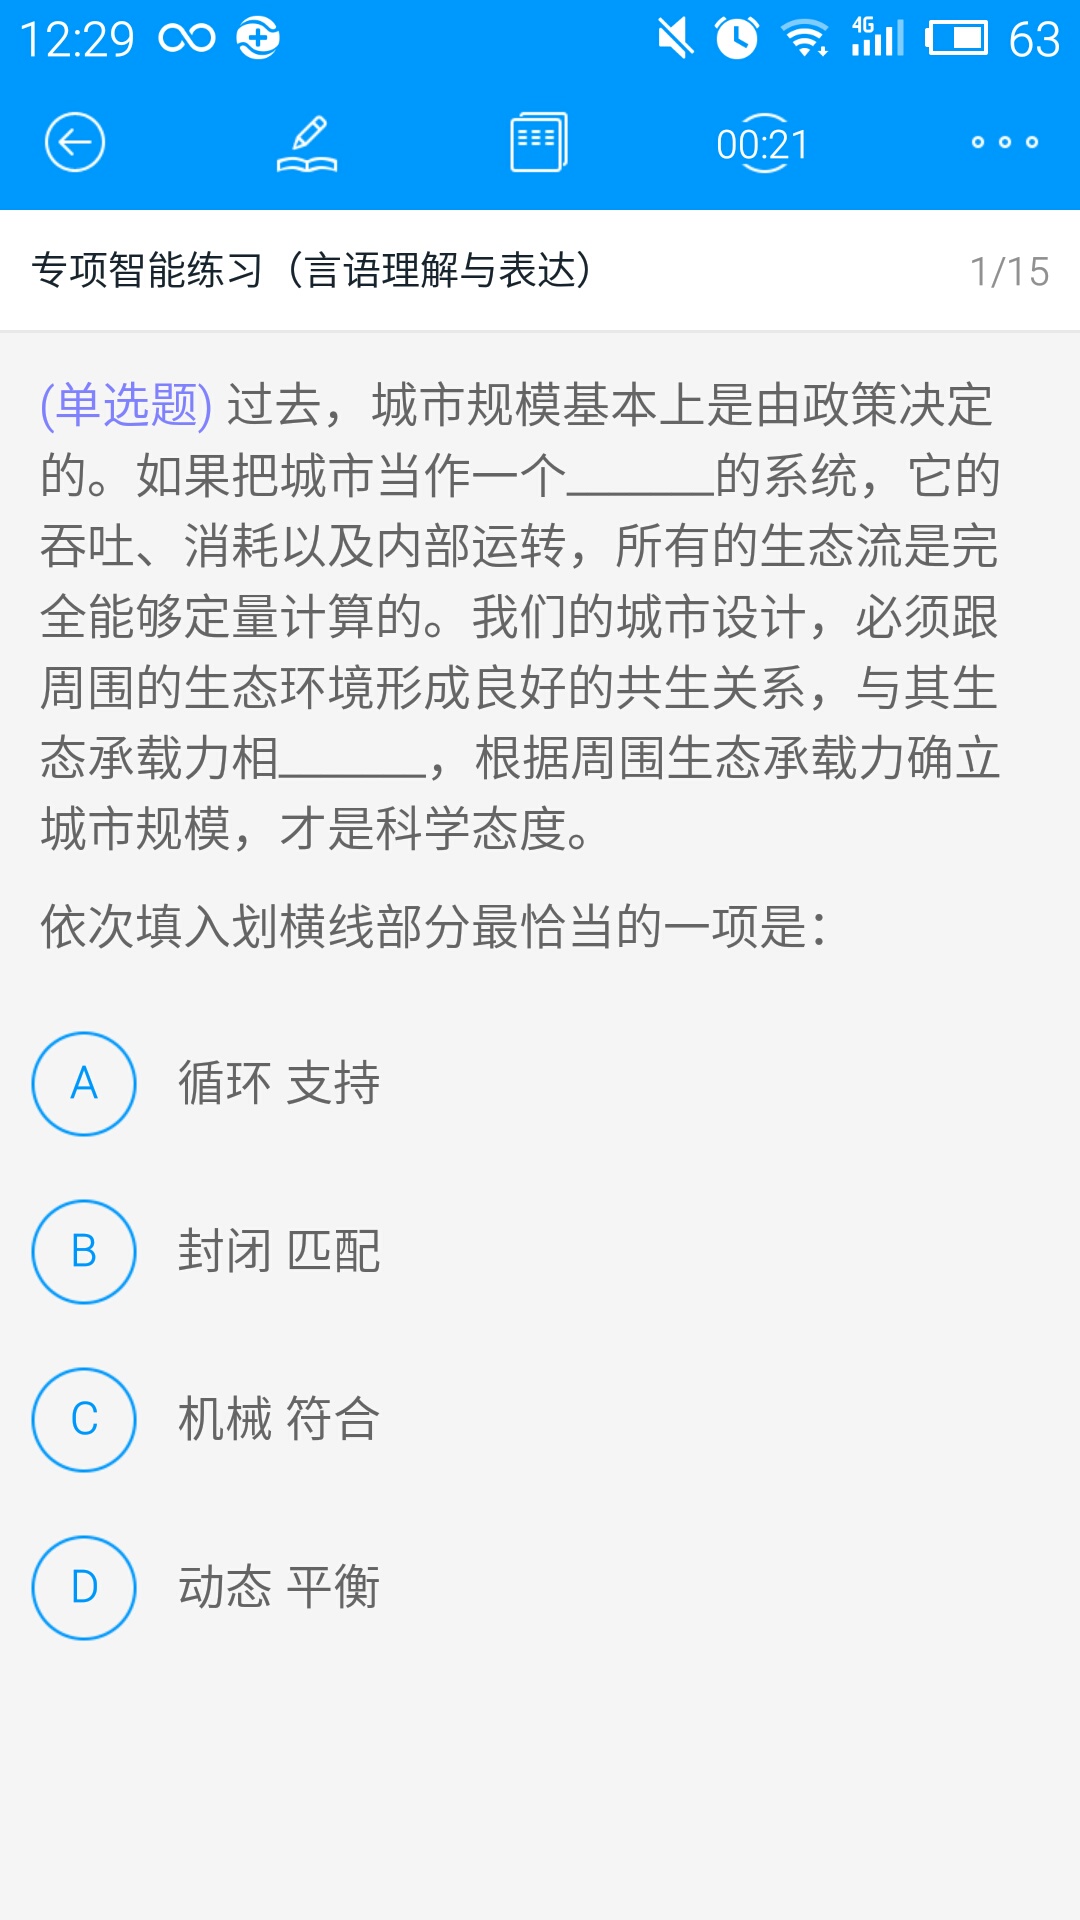 12:29 4G 63
00:21
专项智能练习（言语理解与表达） 1/15
(单选题) 过去，城市规模基本上是由政策决定
的。如果把城市当作一个______的系统，它的
吞吐、消耗以及内部运转，所有的生态流是完
全能够定量计算的。我们的城市设计，必须跟
周围的生态环境形成良好的共生关系，与其生
态承载力相______，根据周围生态承载力确立
城市规模，才是科学态度。
依次填入划横线部分最恰当的一项是：
A 循环 支持
B 封闭 匹配
C 机械 符合
D 动态 平衡